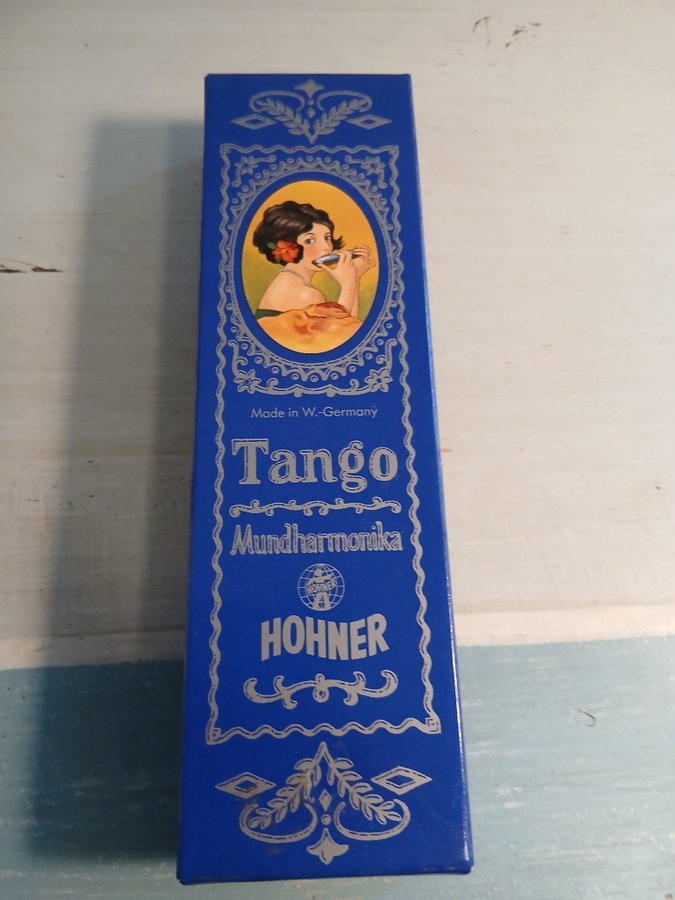 Made in W.-Germany
Tango
Mundharmonika
HOHNER
HOHNER